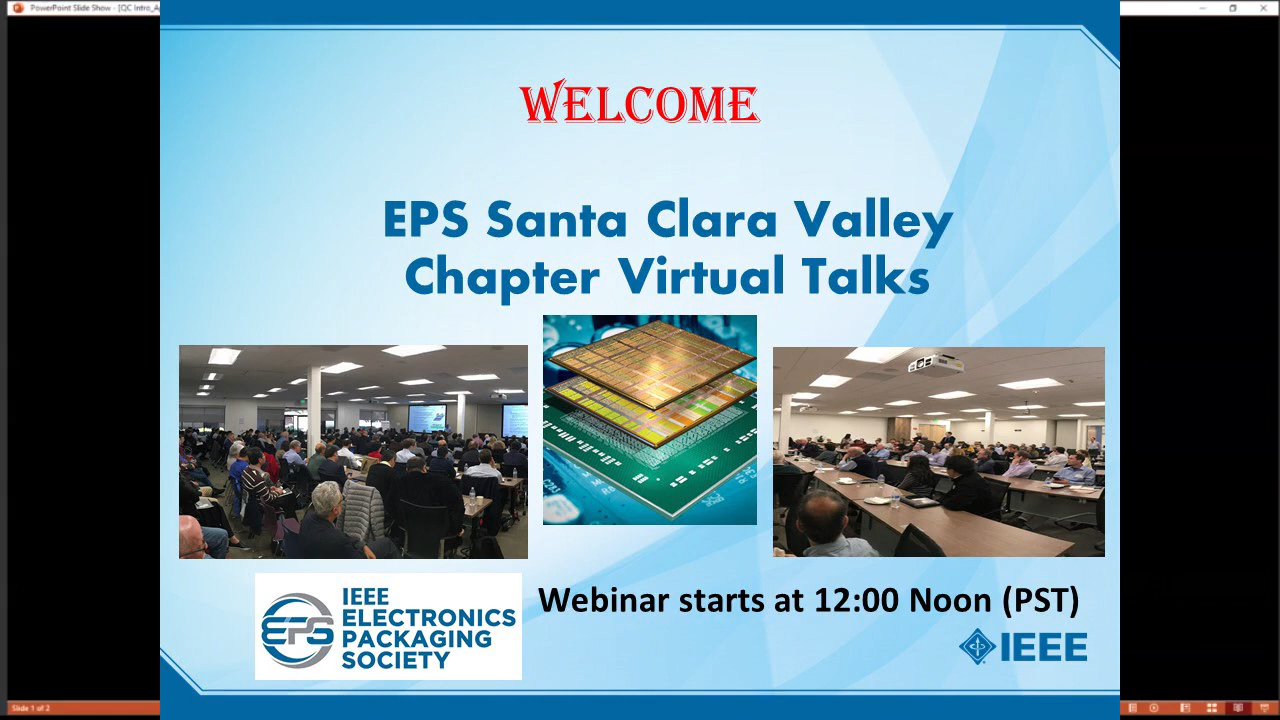 PowerPoint Slide Show - [QC Intro_A
WELCOME
EPS Santa Clara Valley
Chapter Virtual Talks
IEEE
ELECTRONICS
PACKAGING
SOCIETY
EPS
Webinar starts at 12:00 Noon (PST)
IEEE
Slide 1 of 2